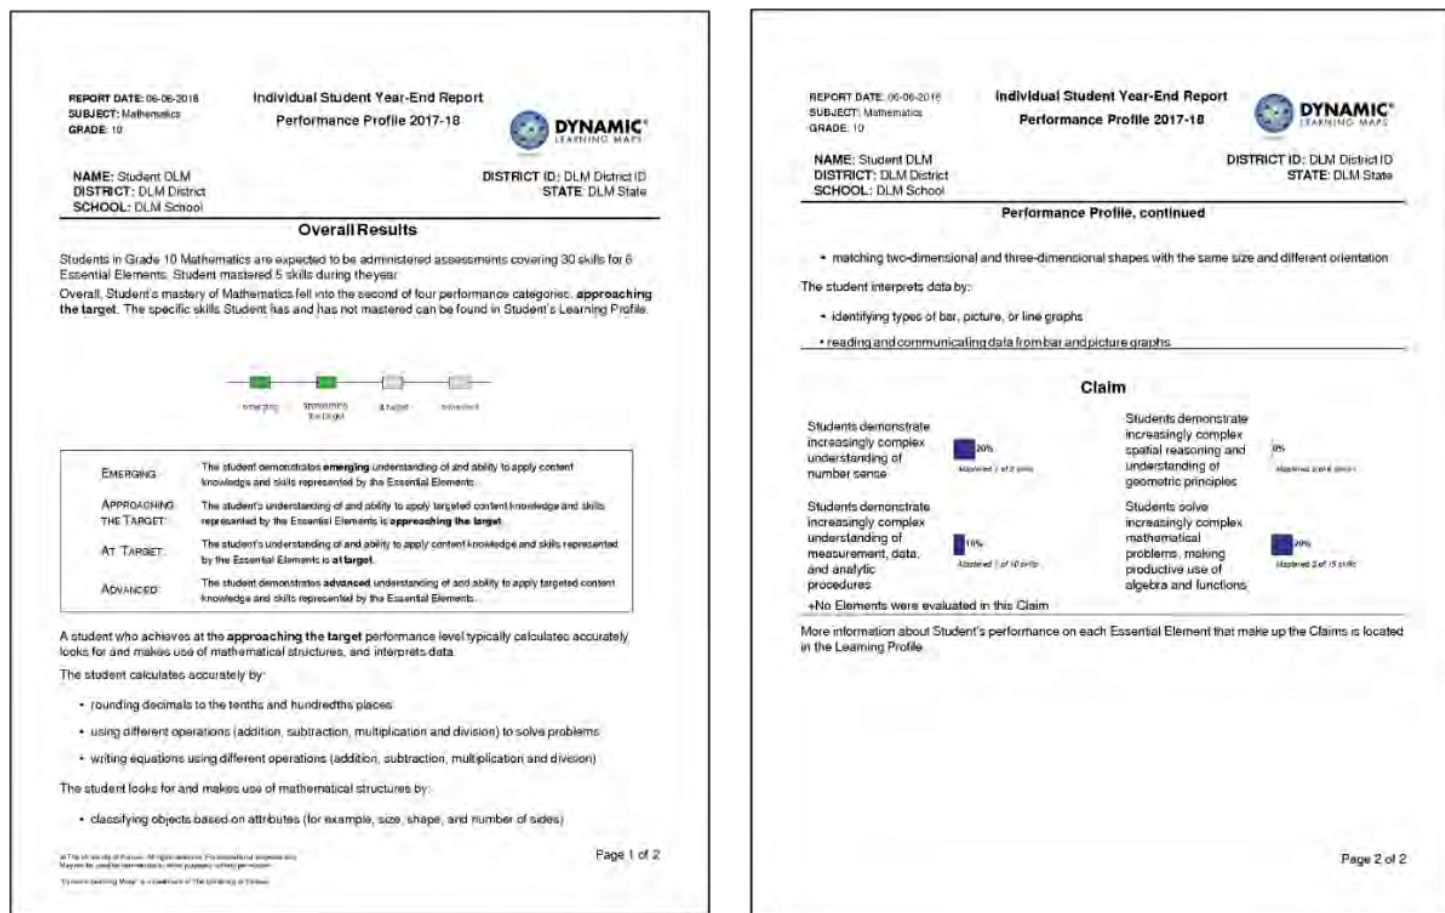 REPORT DATE: 06-06-2018
SUBJECT: Mathematics
GRADE: 10
Individual Student Year-End Report
Performance Profile 2017-18
DYNAMIC
LEARNING MAPS
NAME: Student DLM
DISTRICT: DLM District
SCHOOL: DLM School
DISTRICT ID: DLM District ID
STATE: DLM State
Overall Results
Students in Grade 10 Mathematics are expected to be administered assessments covering 30 skills for 6
Essential Elements. Student mastered 5 skills during theyear
Overall, Student's mastery of Mathematics fell into the second of four performance categories: approaching
the target. The specific skills Student has and has not mastered can be found in Student's Learning Profile.
emerging
approaching
the target
at target
advanced
EMERGING
The student demonstrates emerging understanding of and ability to apply content
knowledge and skills represented by the Essential Elements.
APPROACHING
THE TARGET:
The student's understanding of and ability to apply targeted content knowledge and skills
represented by the Essential Elements is approaching the target.
AT TARGET:
The student's understanding of and ability to apply content knowledge and skills represented
by the Essential Elements is at target.
ADVANCED:
The student demonstrates advanced understanding of and ability to apply targeted content
knowledge and skills represented by the Essential Elements.
A student who achieves at the approaching the target performance level typically calculates accurately,
looks for and makes use of mathematical structures, and interprets data.
The student calculates accurately by:
• rounding decimals to the tenths and hundredths places
• using different operations (addition, subtraction, multiplication and division) to solve problems
• writing equations using different operations (addition, subtraction, multiplication and division)
The student looks for and makes use of mathematical structures by:
• classifying objects based on attributes (for example, size, shape, and number of sides)
Page 1 of 2
REPORT DATE: 06-06-2018
SUBJECT: Mathematics
GRADE: 10
Individual Student Year-End Report
Performance Profile 2017-18
DYNAMIC
LEARNING MAPS
NAME: Student DLM
DISTRICT: DLM District
SCHOOL: DLM School
DISTRICT ID: DLM District ID
STATE: DLM State
Performance Profile, continued
• matching two-dimensional and three-dimensional shapes with the same size and different orientation
The student interprets data by:
• identifying types of bar, picture, or line graphs
• reading and communicating data from bar and picture graphs
Claim
Students demonstrate
increasingly complex
understanding of
number sense
20%
Mastered 1 of 5 skills
Students demonstrate
increasingly complex
spatial reasoning and
understanding of
geometric principles
0%
Students demonstrate
increasingly complex
understanding of
measurement, data,
and analytic
procedures
10%
Mastered 1 of 10 skills
Students solve
increasingly complex
mathematical
problems, making
productive use of
algebra and functions
20%
Mastered 3 of 15 skills
+No Elements were evaluated in this Claim
More information about Student's performance on each Essential Element that make up the Claims is located
in the Learning Profile
Page 2 of 2